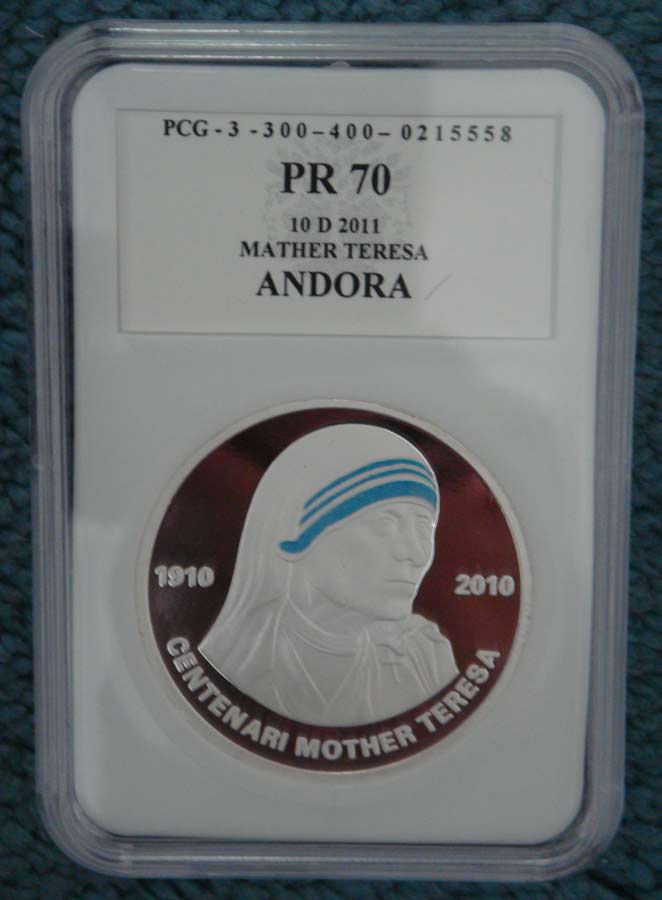 PCG - 3 - 300 - 400 - 0215558
PR 70
10 D 2011
MATHER TERESA
ANDORA
1910
2010
CENTENARI MOTHER TERESA